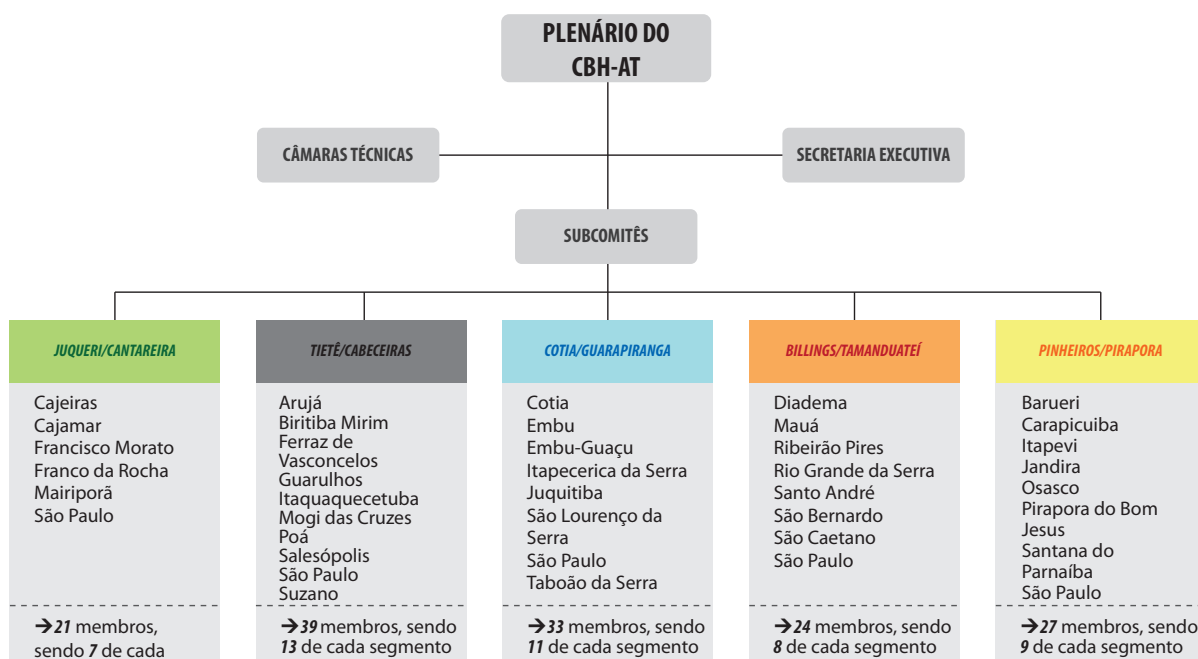 PLENÁRIO DO
CBH-AT
CÂMARAS TÉCNICAS
SECRETARIA EXECUTIVA
SUBCOMITÊS
JUQUERI/CANTAREIRA
Cajeiras
Cajamar
Francisco Morato
Franco da Rocha
Mairiporã
São Paulo
→21 membros,
sendo 7 de cada
TIETÊ/CABECEIRAS
Arujá
Biritiba Mirim
Ferraz de
Vasconcelos
Guarulhos
Itaquaquecetuba
Mogi das Cruzes
Poá
Salesópolis
São Paulo
Suzano
→39 membros, sendo
13 de cada segmento
COTIA/GUARAPIRANGA
Cotia
Embu
Embu-Guaçu
Itapecerica da Serra
Juquitiba
São Lourenço da
Serra
São Paulo
Taboão da Serra
→33 membros, sendo
11 de cada segmento
BILLINGS/TAMANDUATEÍ
Diadema
Mauá
Ribeirão Pires
Rio Grande da Serra
Santo André
São Bernardo
São Caetano
São Paulo
→24 membros, sendo
8 de cada segmento
PINHEIROS/PIRAPORA
Barueri
Carapicuiba
Itapevi
Jandira
Osasco
Pirapora do Bom
Jesus
Santana do
Parnaíba
São Paulo
→27 membros, sendo
9 de cada segmento